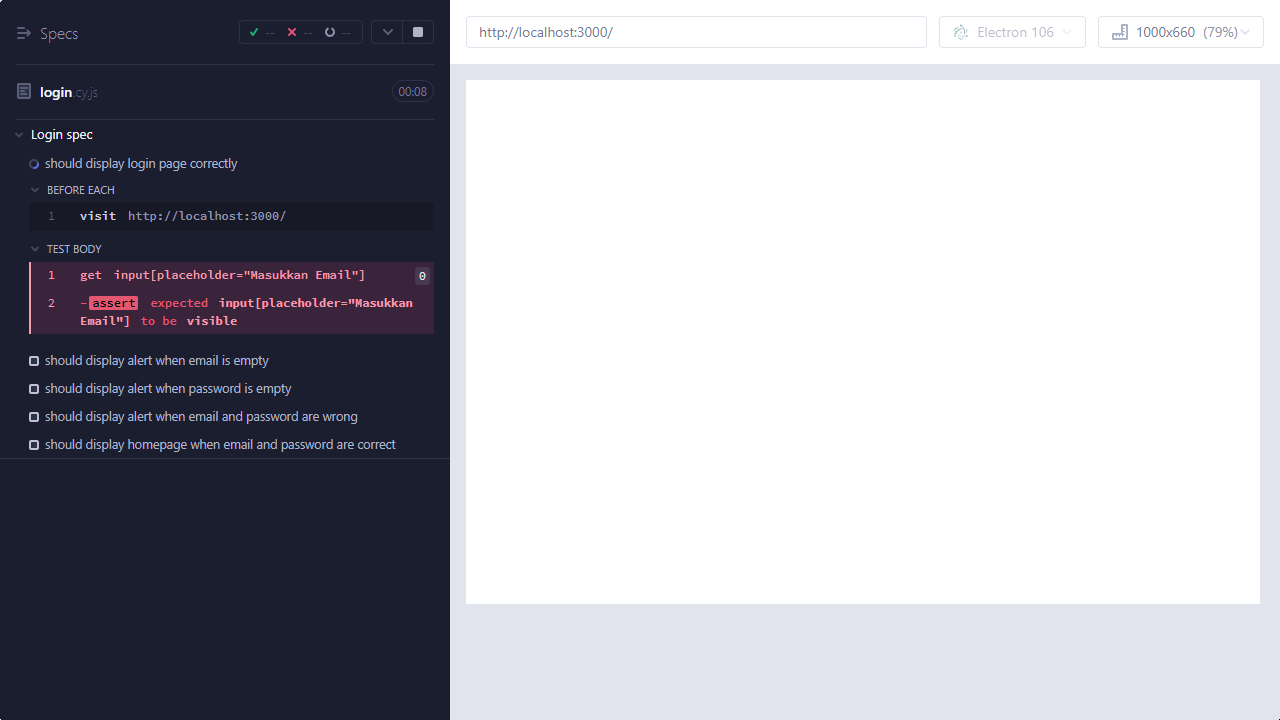 Specs
-- -- --
login.cy.js
00:08
Login spec
should display login page correctly
BEFORE EACH
1 visit http://localhost:3000/
TEST BODY
1 get input[placeholder="Masukkan Email"] 0
2 -assert expected input[placeholder="Masukkan
Email"] to be visible
should display alert when email is empty
should display alert when password is empty
should display alert when email and password are wrong
should display homepage when email and password are correct
http://localhost:3000/
Electron 106
1000x660 (79%)